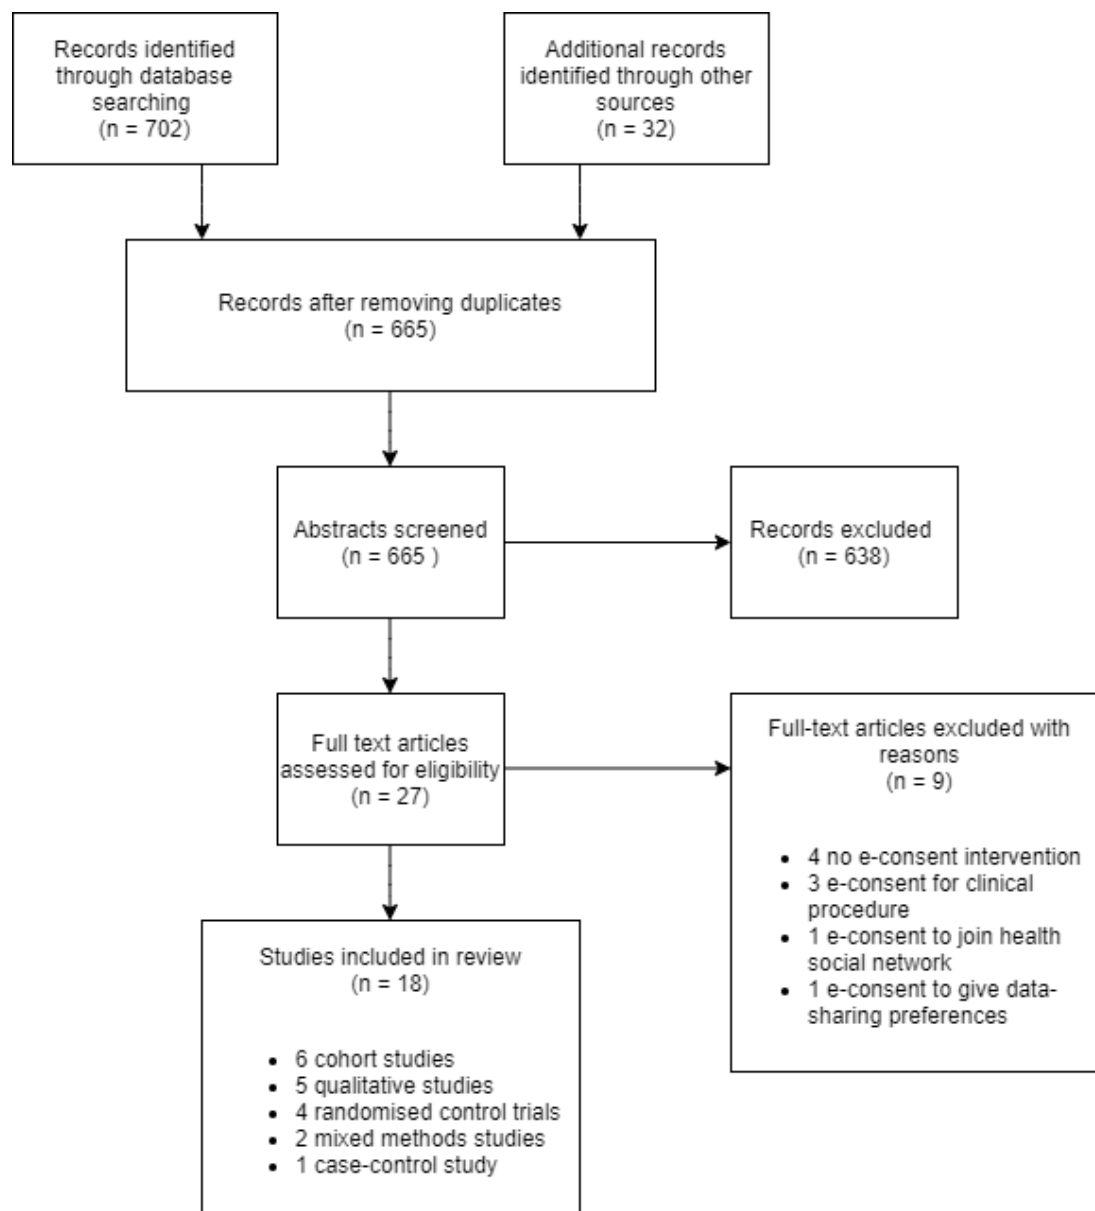 Records identified
through database
searching
(n = 702)
Additional records
identified through other
sources
(n = 32)
Records after removing duplicates
(n = 665)
Abstracts screened
(n = 665 )
Records excluded
(n = 638)
Full text articles
assessed for eligibility
(n = 27)
Full-text articles excluded with
reasons
(n = 9)
• 4 no e-consent intervention
• 3 e-consent for clinical
procedure
• 1 e-consent to join health
social network
• 1 e-consent to give data-
sharing preferences
Studies included in review
(n = 18)
• 6 cohort studies
• 5 qualitative studies
• 4 randomised control trials
• 2 mixed methods studies
• 1 case-control study